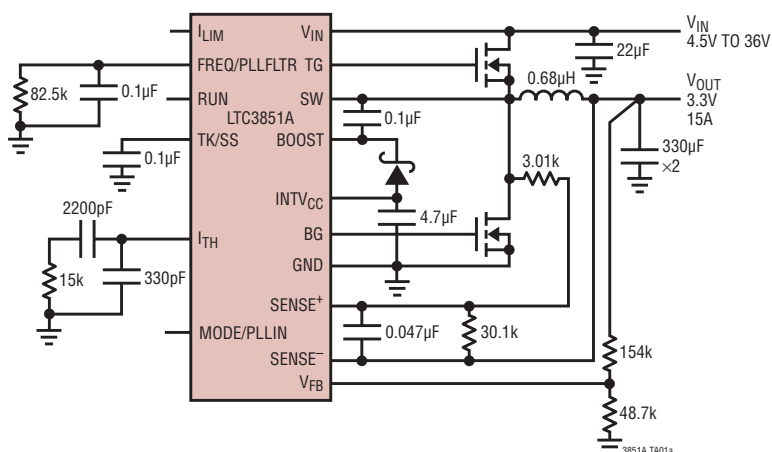 I_LIM
V_IN
V_IN
4.5V TO 36V
22µF
FREQ/PLLFLTR
TG
82.5k
0.1µF
0.68µH
RUN
SW
V_OUT
3.3V
15A
LTC3851A
0.1µF
TK/SS
BOOST
0.1µF
330µF
×2
3.01k
INTV_CC
2200pF
4.7µF
I_TH
BG
15k
330pF
GND
SENSE⁺
0.047µF
30.1k
MODE/PLLIN
154k
SENSE⁻
V_FB
48.7k
3851A TA01a